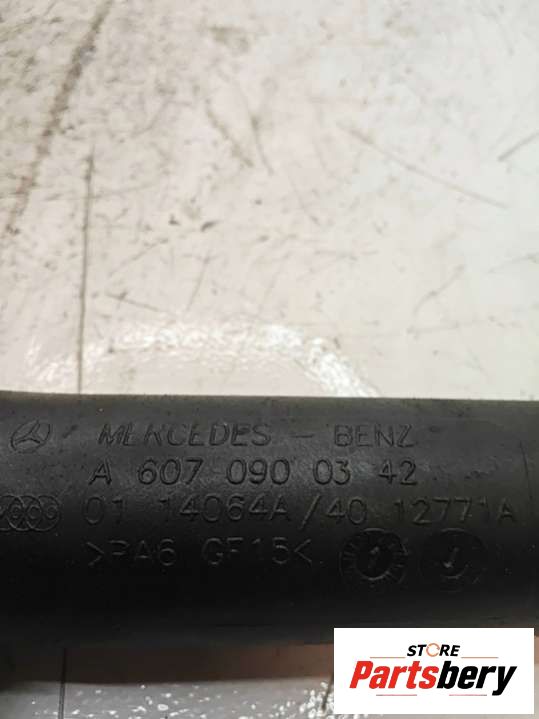 MERCEDES - BENZ
A 607 090 03 42
01 14064A/40 12771A
>PA6 GF15<
STORE
Partsbery